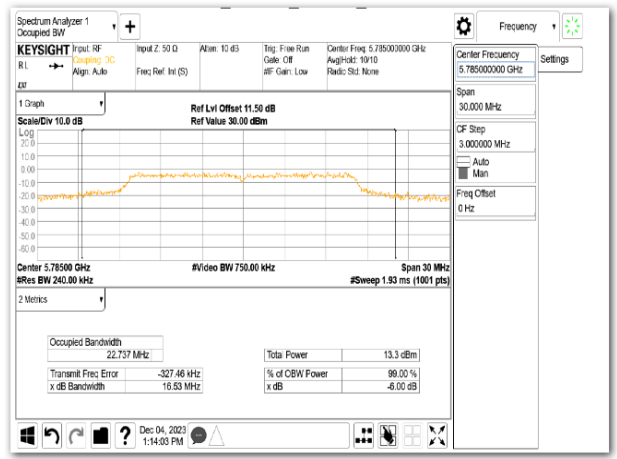 Spectrum Analyzer 1
Occupied BW
Frequency
KEYSIGHT Input: RF Input Z: 50 Ω Atten: 10 dB Trig: Free Run Center Freq: 5.785000000 GHz
RL Coupling: DC Gate: Off Avg|Hold: 10/10
Align: Auto Freq Ref: Int (S) #IF Gain: Low Radio Std: None
Center Frequency
5.785000000 GHz
Settings
Span
30.000 MHz
CF Step
3.000000 MHz
Auto
Man
Freq Offset
0 Hz
1 Graph
Ref Lvl Offset 11.50 dB
Scale/Div 10.0 dB Ref Value 30.00 dBm
Log
20.0
10.0
0.00
-10.0
-20.0
-30.0
-40.0
-50.0
-60.0
Center 5.78500 GHz #Video BW 750.00 kHz Span 30 MHz
#Res BW 240.00 kHz #Sweep 1.93 ms (1001 pts)
2 Metrics
Occupied Bandwidth
22.737 MHz Total Power 13.3 dBm
Transmit Freq Error -327.46 kHz % of OBW Power 99.00 %
x dB Bandwidth 16.53 MHz x dB -6.00 dB
Dec 04, 2023
1:14:03 PM